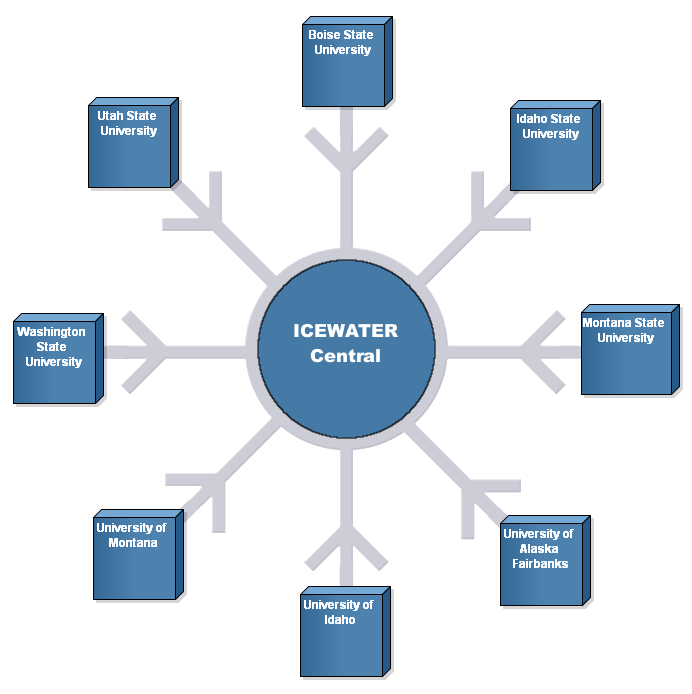 Boise State
University
Utah State
University
Idaho State
University
ICEWATER
Central
Washington
State
University
Montana State
University
University of
Montana
University of
Alaska
Fairbanks
University of
Idaho